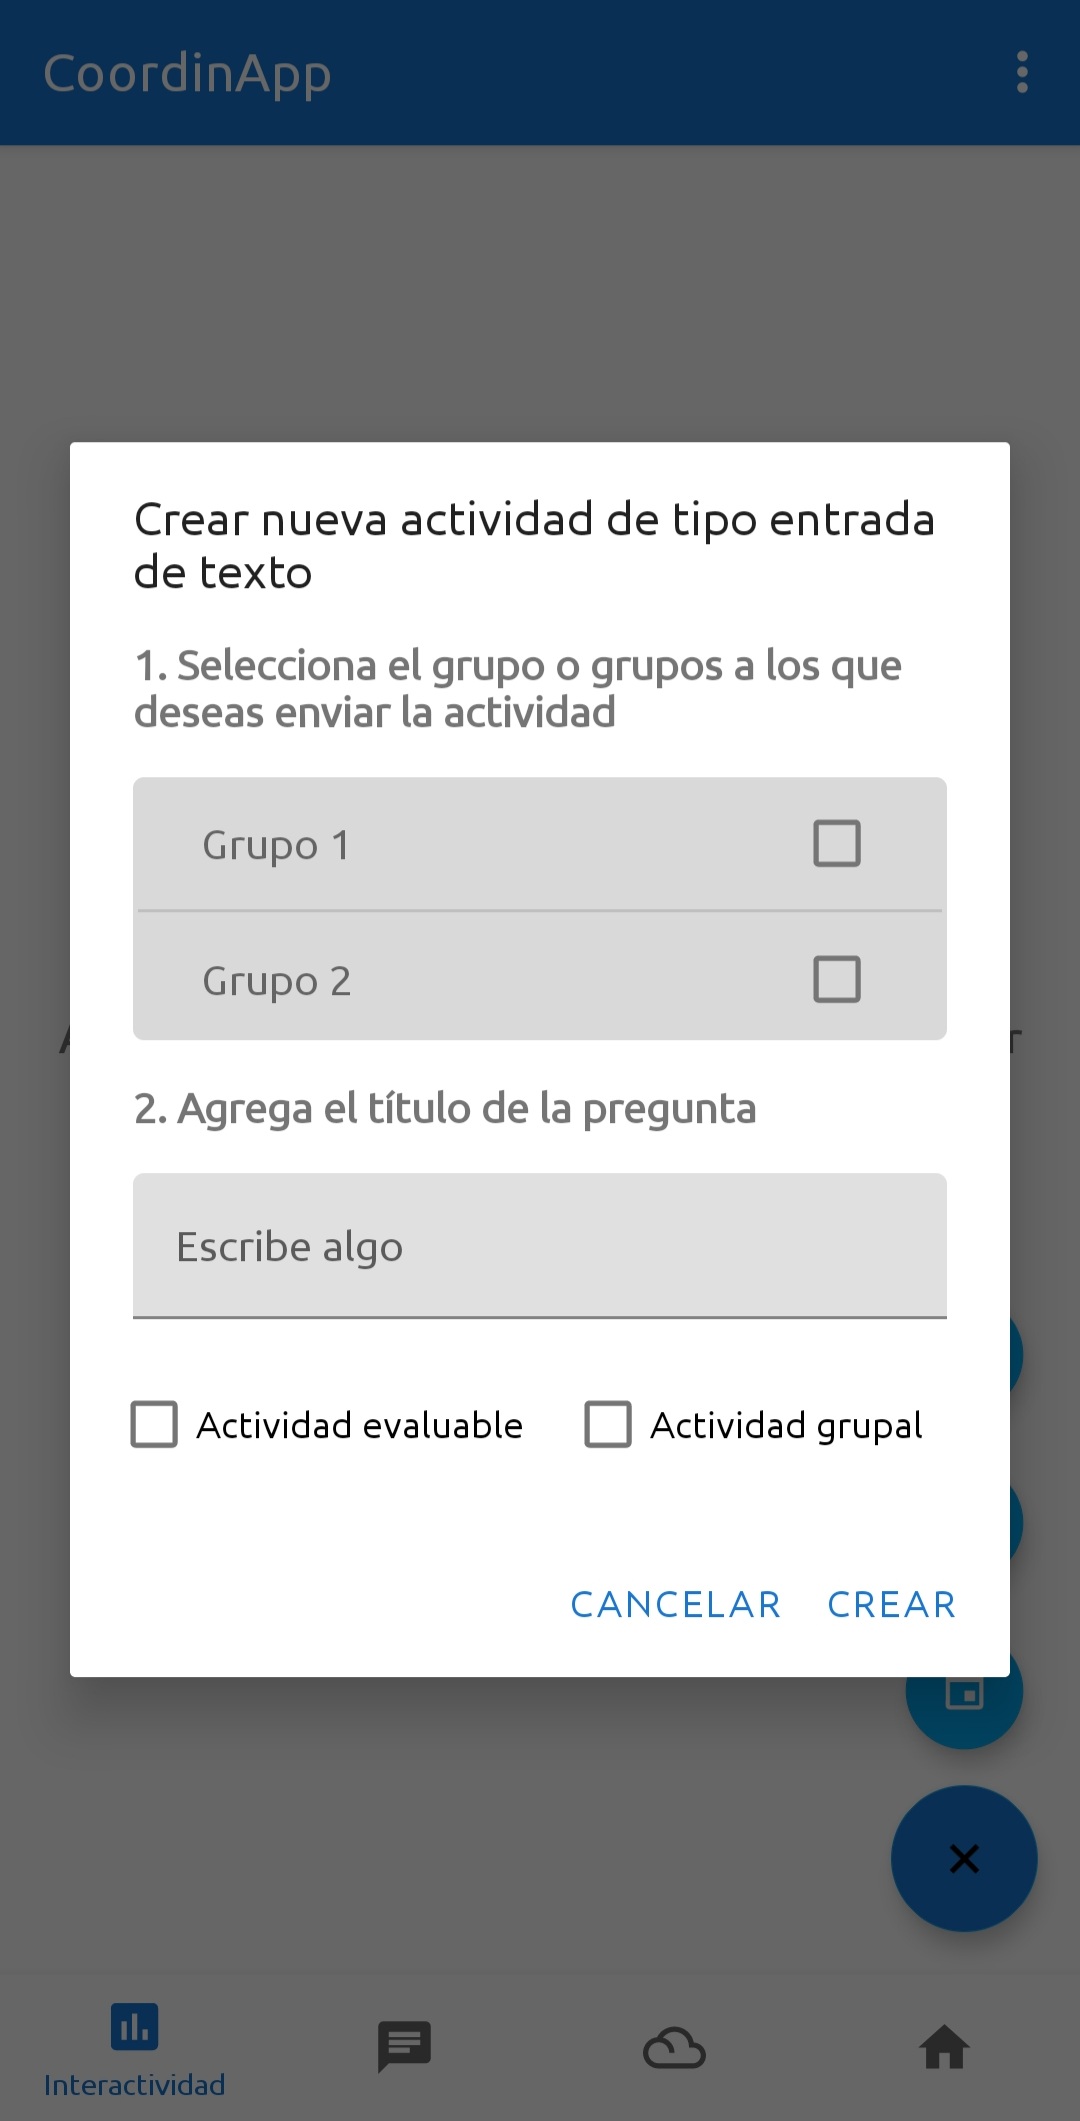 CoordinApp
Crear nueva actividad de tipo entrada
de texto
1. Selecciona el grupo o grupos a los que
deseas enviar la actividad
Grupo 1
Grupo 2
2. Agrega el título de la pregunta
Escribe algo
Actividad evaluable
Actividad grupal
CANCELAR
CREAR
Interactividad